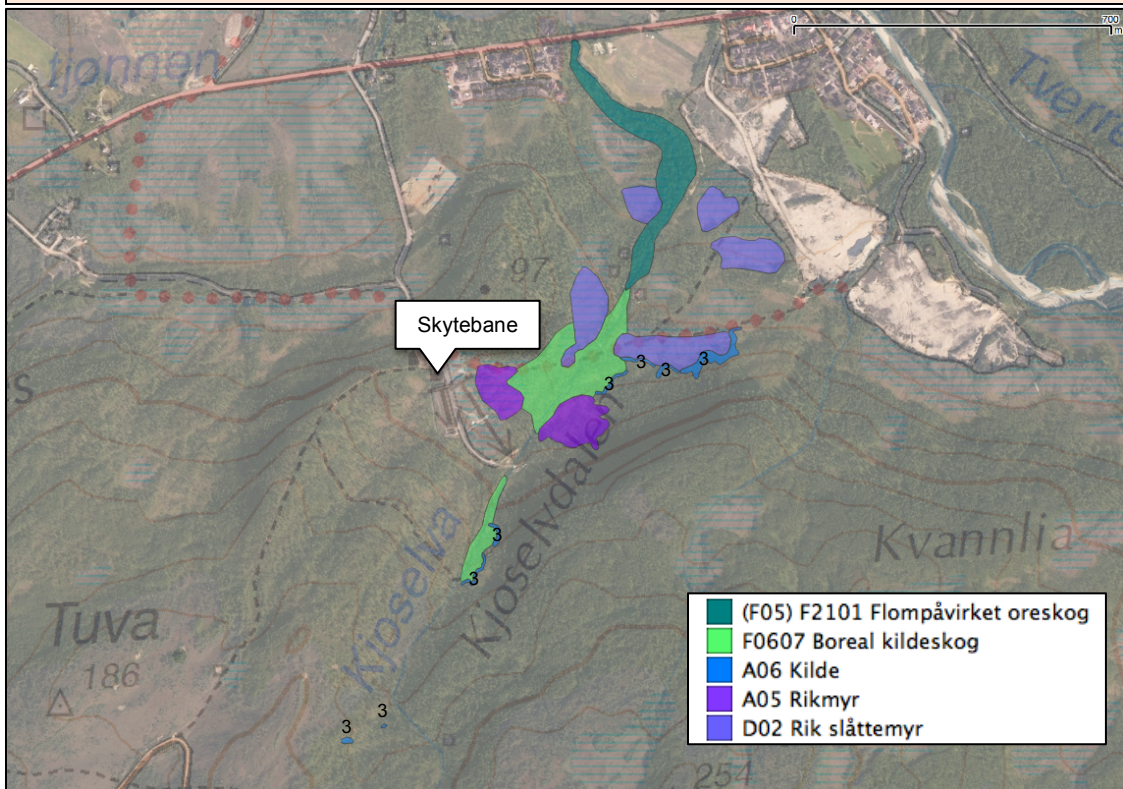 0
700
m
tjønnen
Tverre
97
Skytebane
3
3
3
3
Kvannlia
3
3
Kjoselva
Kjoselvdalen
Tuva
186
3
3
254
(F05) F2101 Flompåvirket oreskog
F0607 Boreal kildeskog
A06 Kilde
A05 Rikmyr
D02 Rik slåttemyr